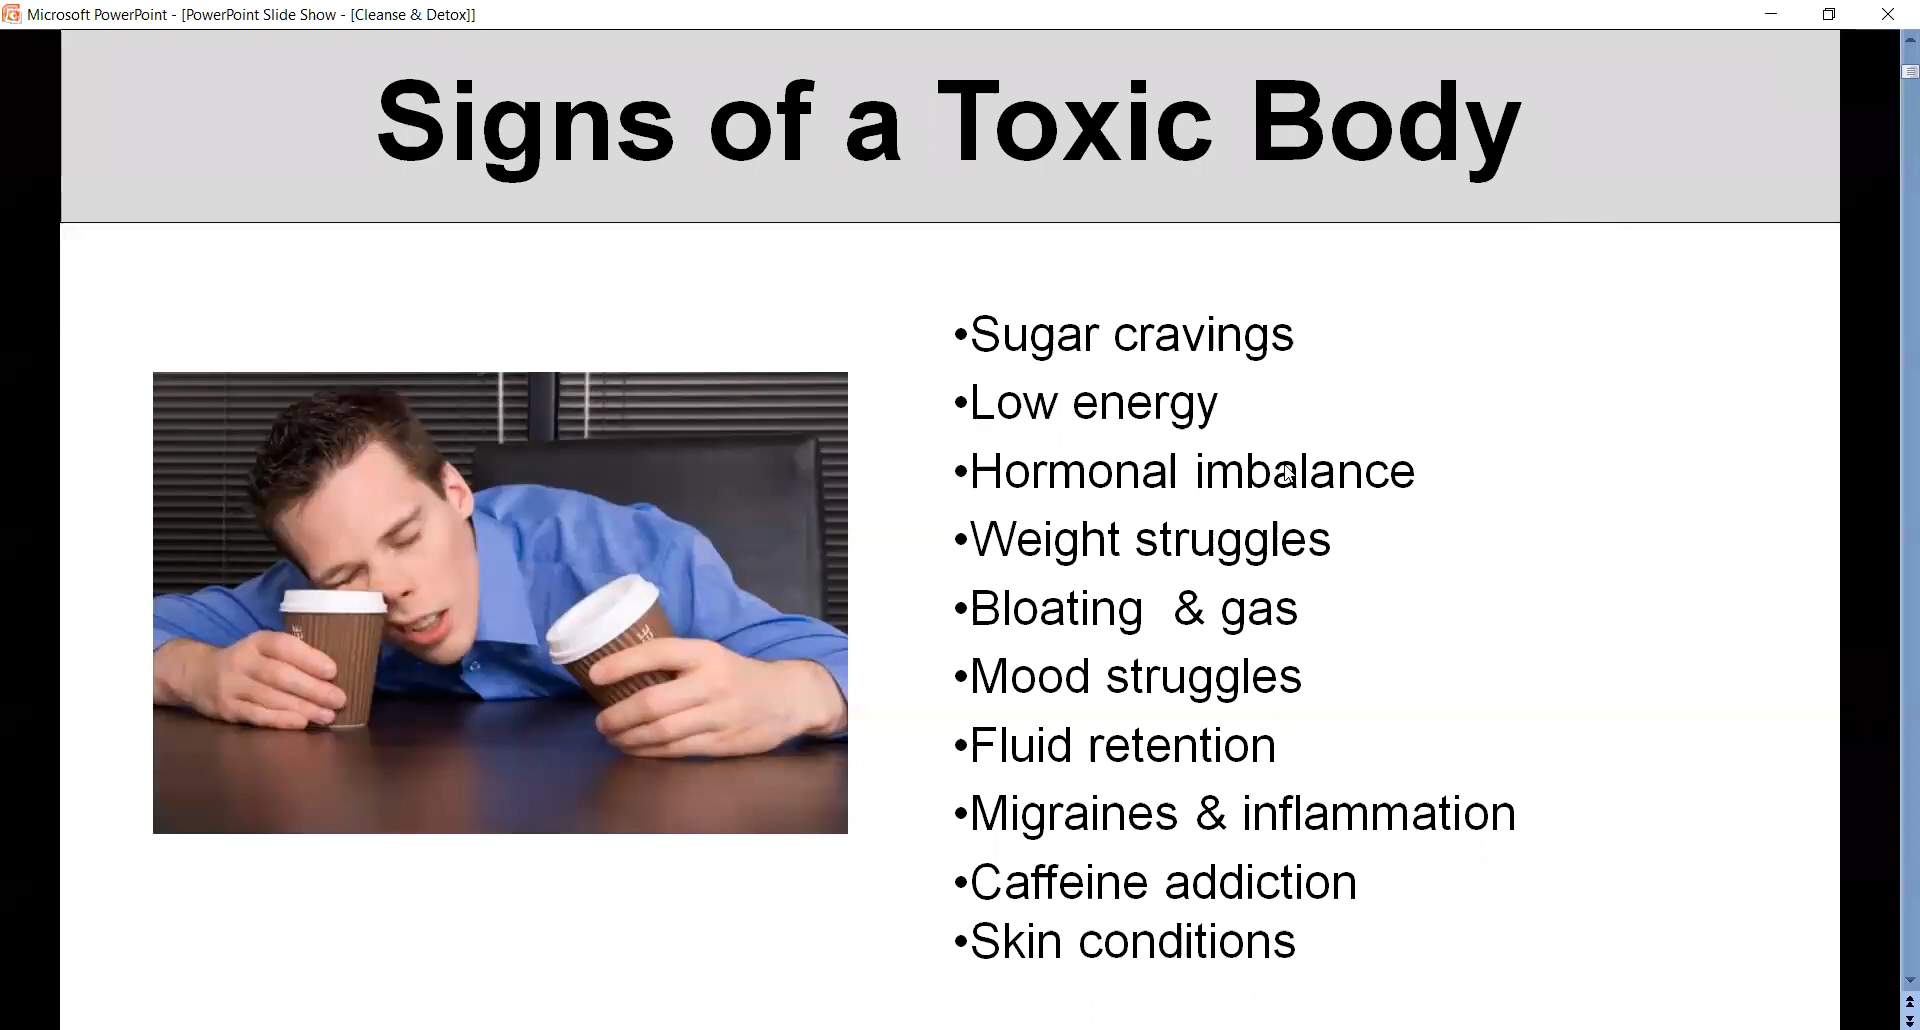 Microsoft PowerPoint - [PowerPoint Slide Show - [Cleanse & Detox]]
Signs of a Toxic Body
•Sugar cravings
•Low energy
•Hormonal imbalance
•Weight struggles
•Bloating  & gas
•Mood struggles
•Fluid retention
•Migraines & inflammation
•Caffeine addiction
•Skin conditions